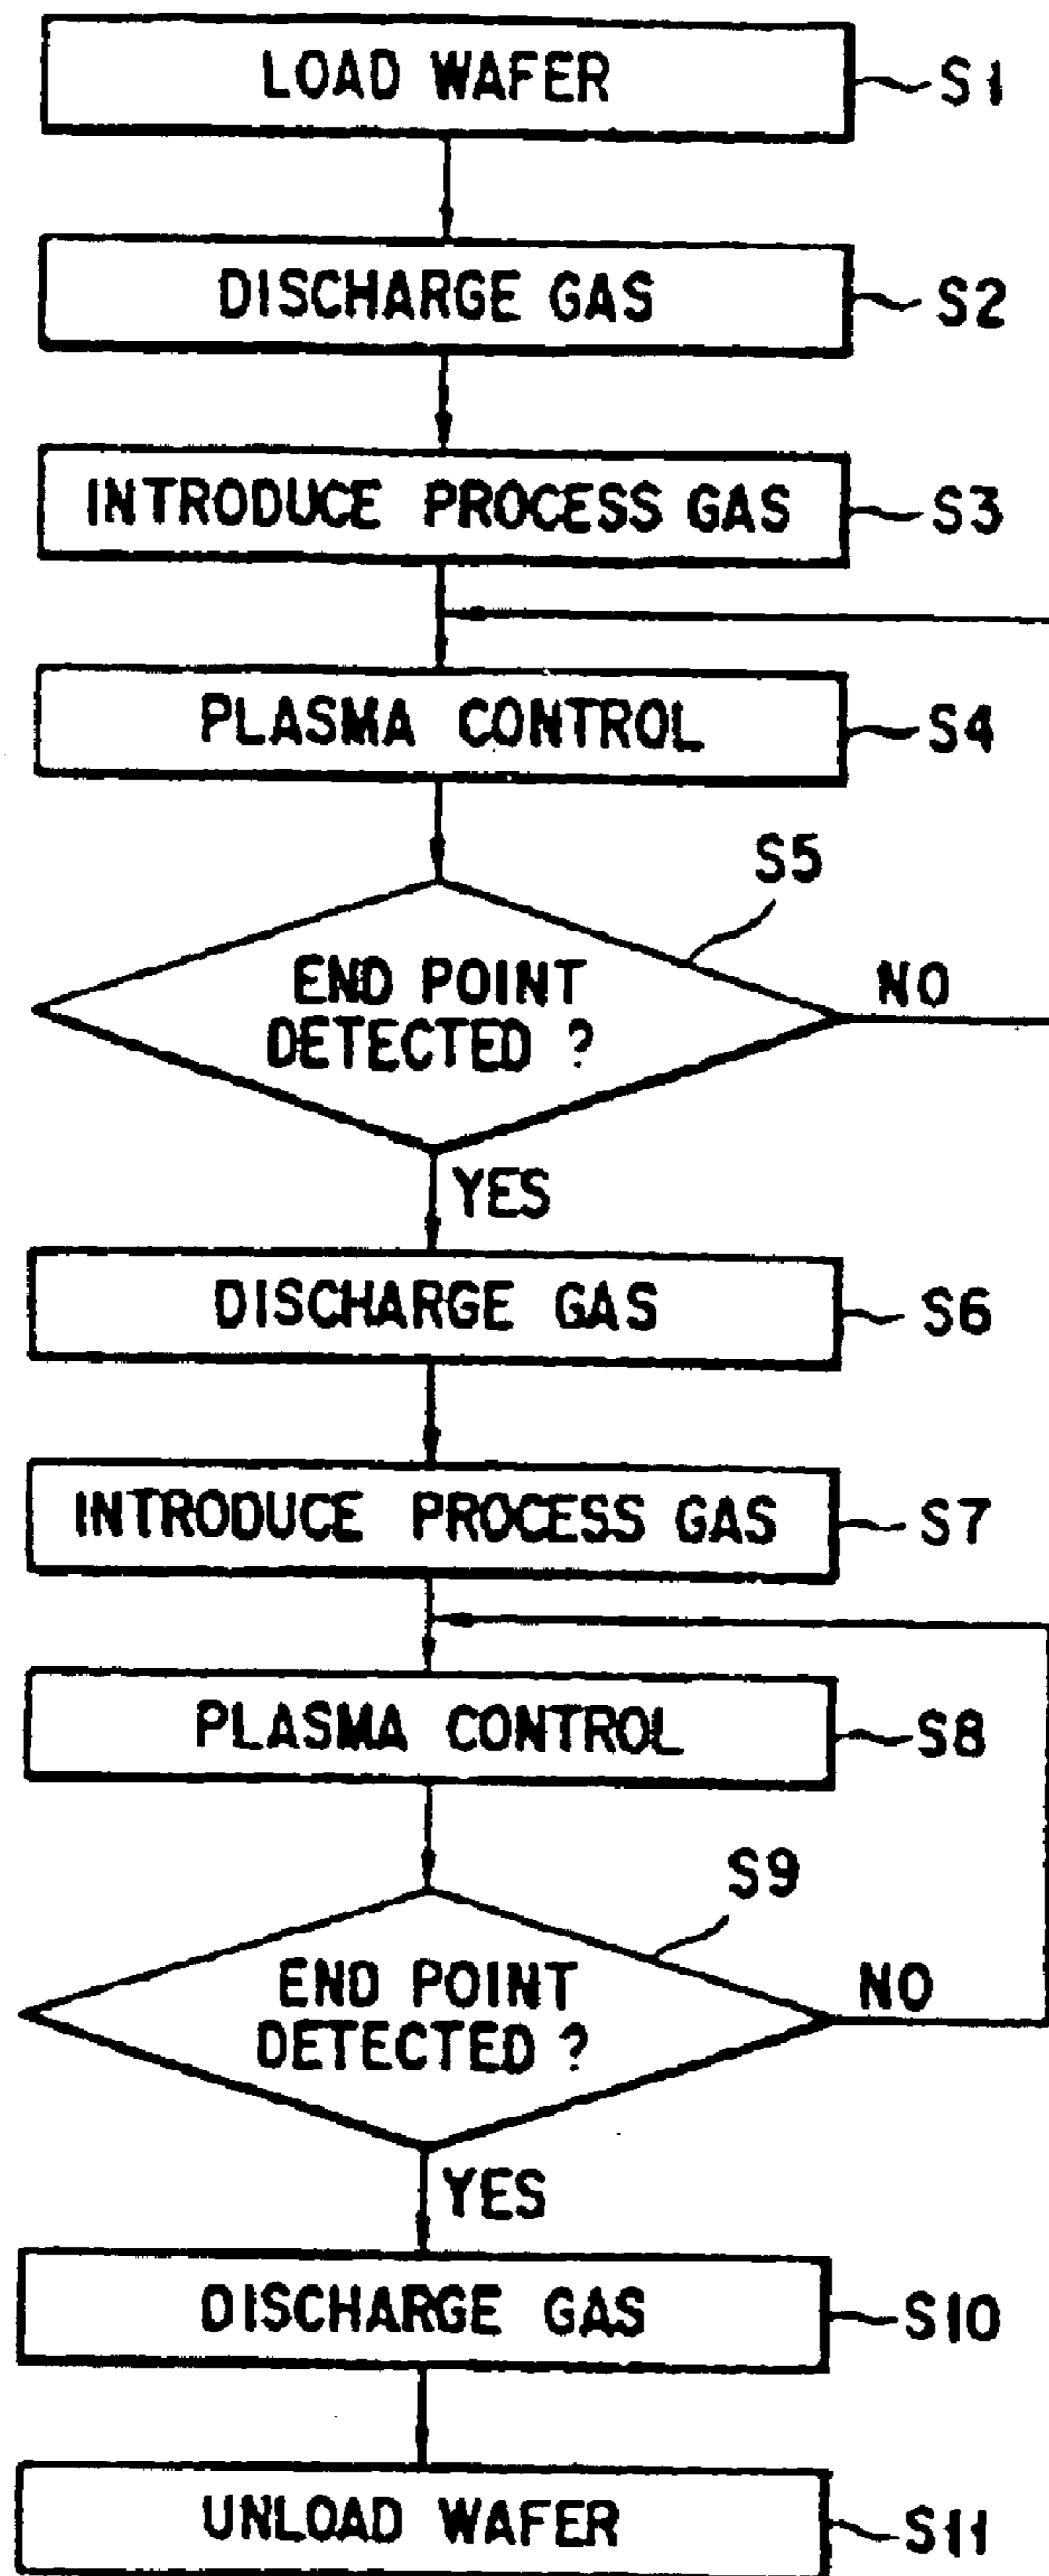 LOAD WAFER
S1
DISCHARGE GAS
S2
INTRODUCE PROCESS GAS
S3
PLASMA CONTROL
S4
S5
END POINT
DETECTED ?
NO
YES
DISCHARGE GAS
S6
INTRODUCE PROCESS GAS
S7
PLASMA CONTROL
S8
S9
END POINT
DETECTED ?
NO
YES
DISCHARGE GAS
S10
UNLOAD WAFER
S11